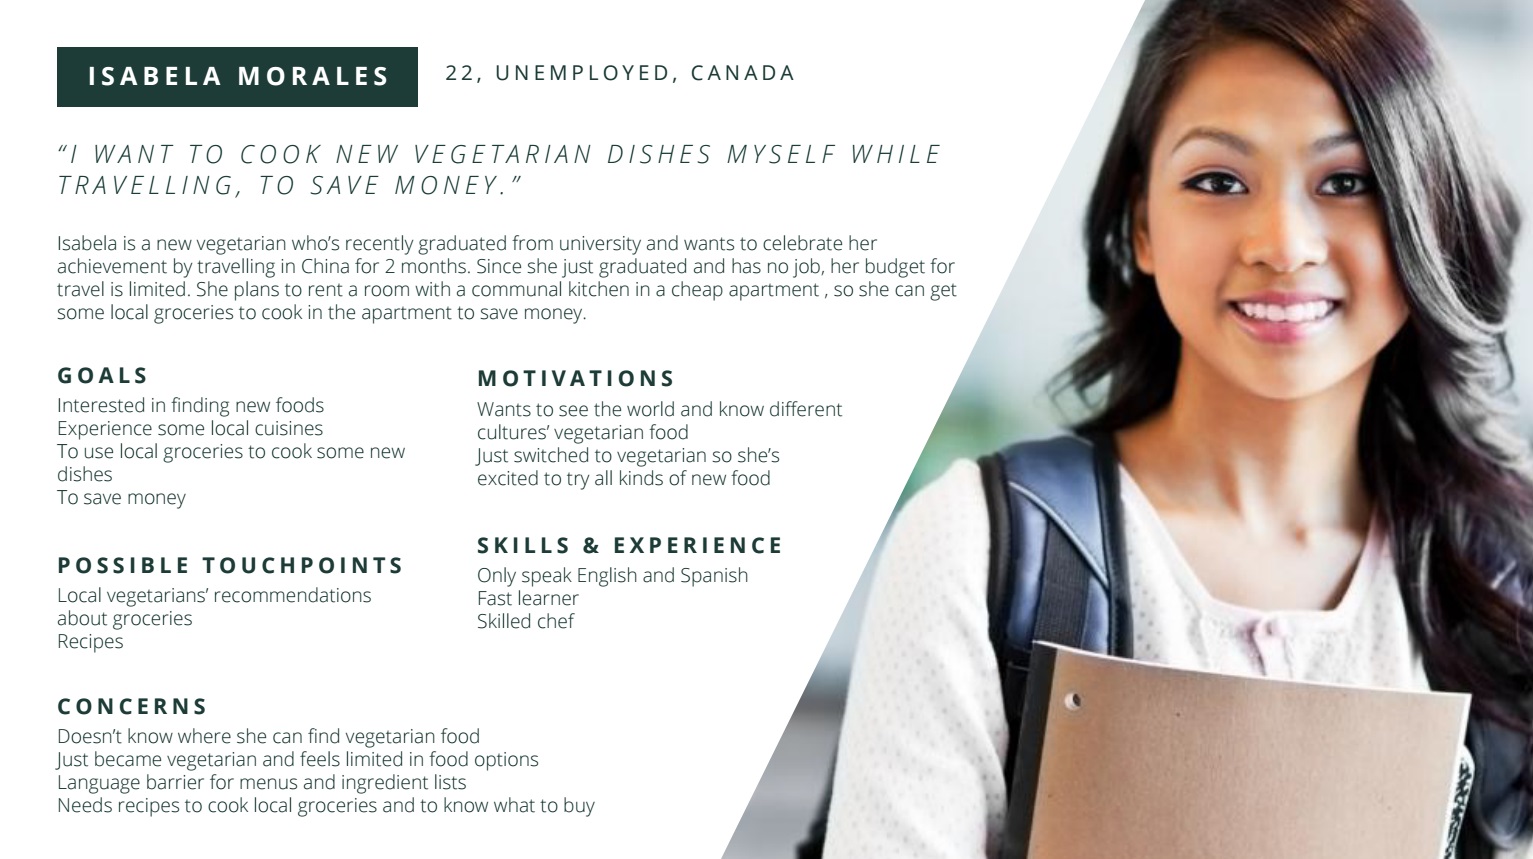 ISABELA MORALES
22, UNEMPLOYED, CANADA
“I WANT TO COOK NEW VEGETARIAN DISHES MYSELF WHILE
TRAVELLING, TO SAVE MONEY.”
Isabela is a new vegetarian who’s recently graduated from university and wants to celebrate her
achievement by travelling in China for 2 months. Since she just graduated and has no job, her budget for
travel is limited. She plans to rent a room with a communal kitchen in a cheap apartment , so she can get
some local groceries to cook in the apartment to save money.
GOALS
Interested in finding new foods
Experience some local cuisines
To use local groceries to cook some new
dishes
To save money
MOTIVATIONS
Wants to see the world and know different
cultures’ vegetarian food
Just switched to vegetarian so she’s
excited to try all kinds of new food
POSSIBLE TOUCHPOINTS
Local vegetarians’ recommendations
about groceries
Recipes
SKILLS & EXPERIENCE
Only speak English and Spanish
Fast learner
Skilled chef
CONCERNS
Doesn’t know where she can find vegetarian food
Just became vegetarian and feels limited in food options
Language barrier for menus and ingredient lists
Needs recipes to cook local groceries and to know what to buy